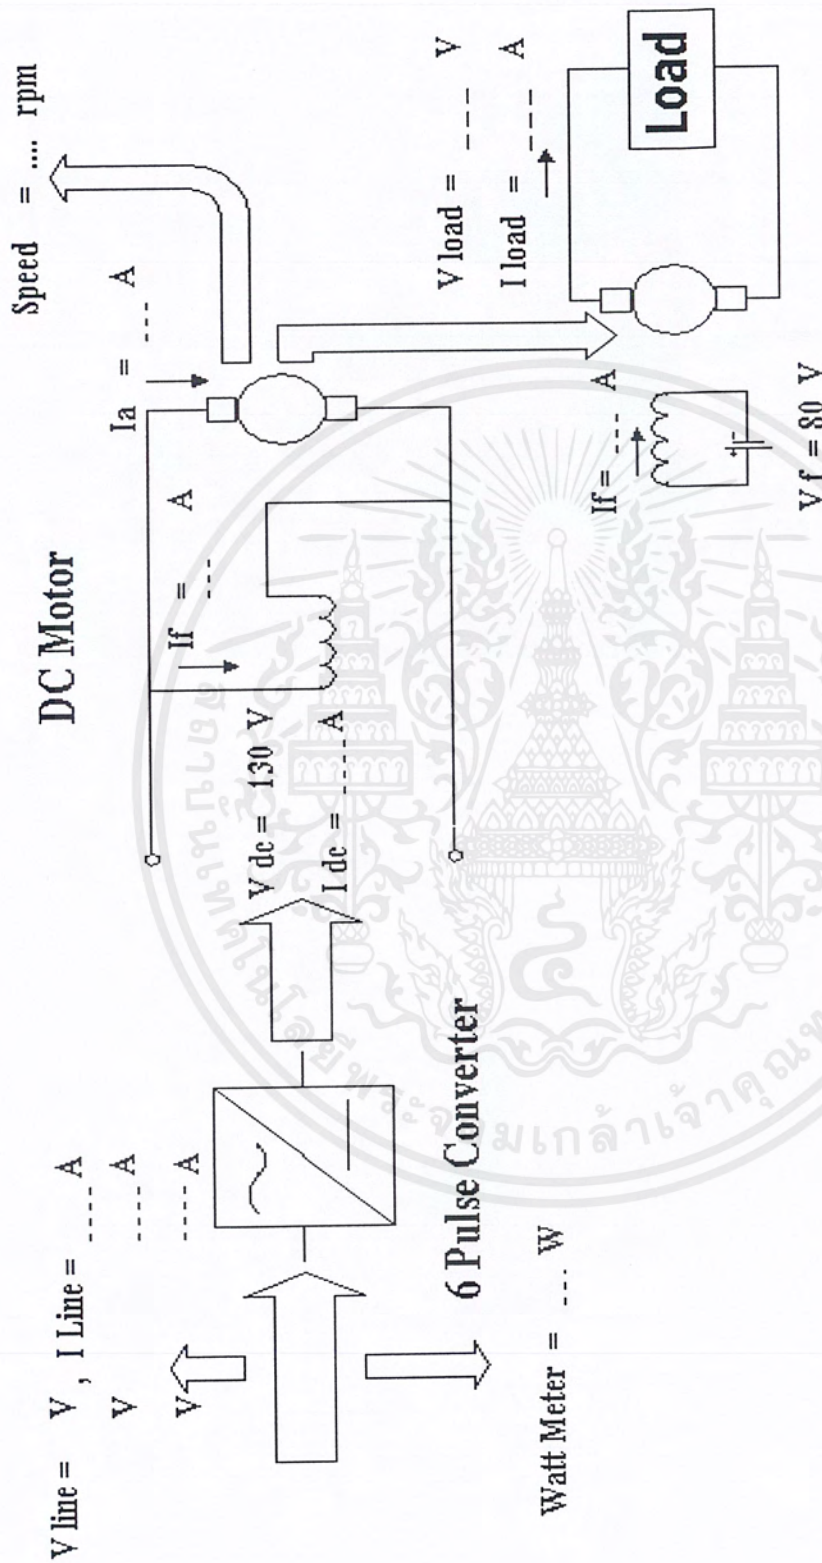 DC Motor
V line = V , I Line = ---- A
V ---- A
V ---- A
Watt Meter = ---- W
6 Pulse Converter
V dc = 130 V
I dc = ------ A
If = ---- A
Ia = ---- A
Speed = .... rpm
If = ---- A
V f = 80 V
V load = ---- V
I load = ---- A
Load